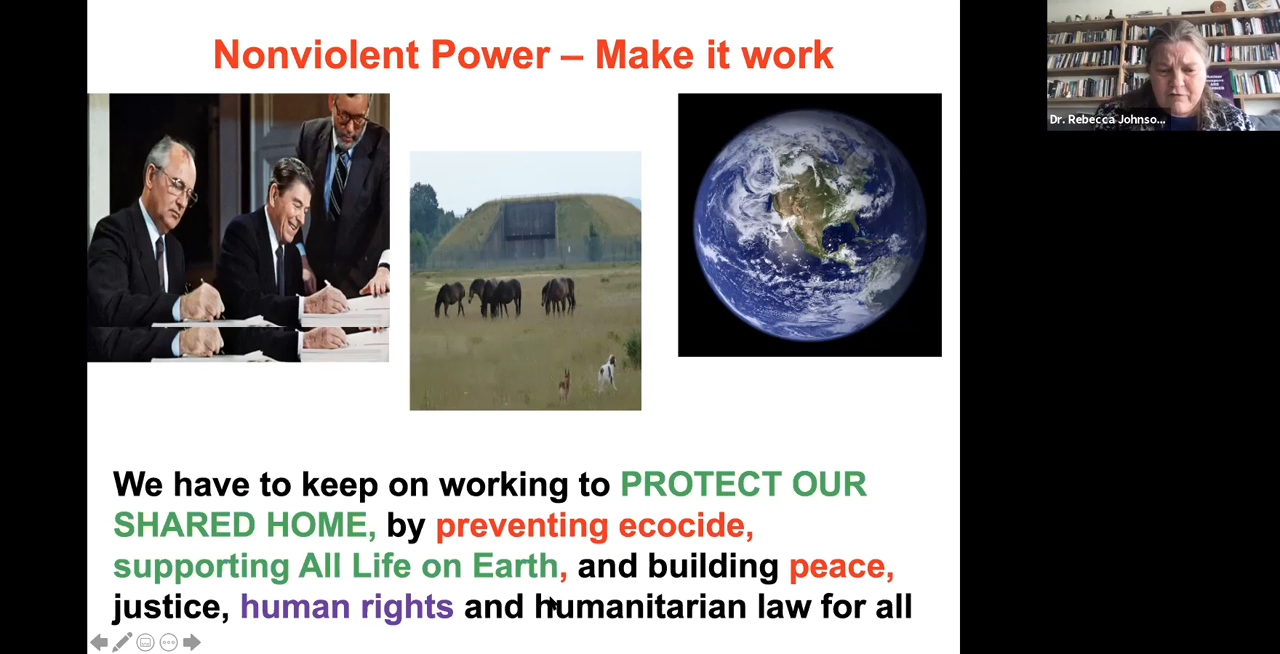 Nonviolent Power – Make it work
Dr. Rebecca Johnso...
We have to keep on working to PROTECT OUR
SHARED HOME, by preventing ecocide,
supporting All Life on Earth, and building peace,
justice, human rights and humanitarian law for all